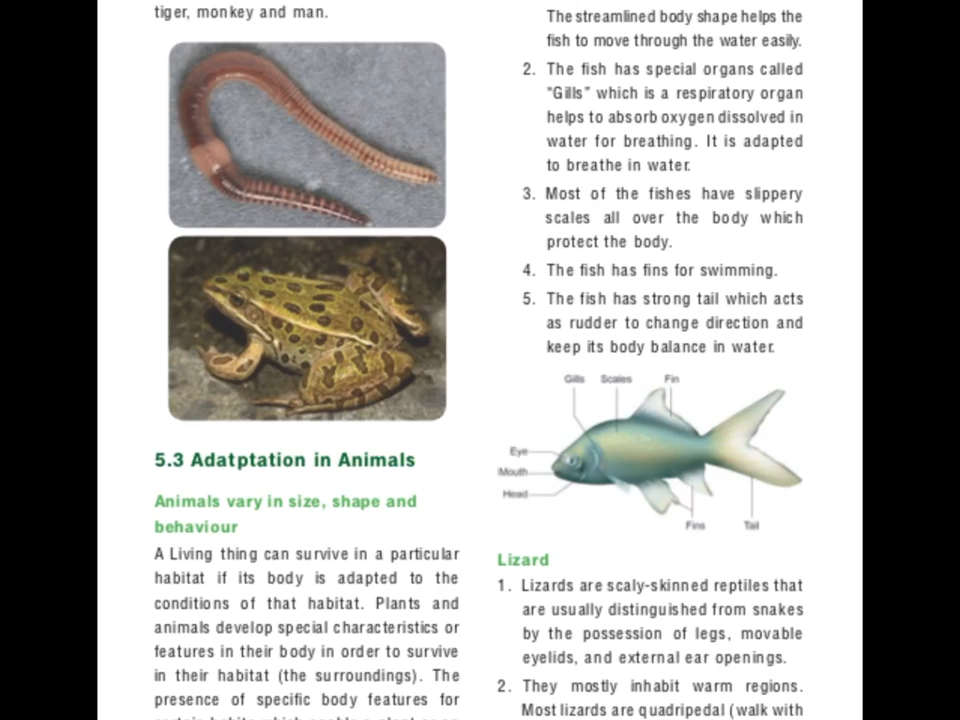 tiger, monkey and man.
5.3 Adatptation in Animals
Animals vary in size, shape and
behaviour
A Living thing can survive in a particular
habitat if its body is adapted to the
conditions of that habitat. Plants and
animals develop special characteristics or
features in their body in order to survive
in their habitat (the surroundings). The
presence of specific body features for
The streamlined body shape helps the
fish to move through the water easily.
2. The fish has special organs called
"Gills" which is a respiratory organ
helps to absorb oxygen dissolved in
water for breathing. It is adapted
to breathe in water.
3. Most of the fishes have slippery
scales all over the body which
protect the body.
4. The fish has fins for swimming.
5. The fish has strong tail which acts
as rudder to change direction and
keep its body balance in water.
Gills Scales Fin
Eye
Mouth
Head
Fins Tail
Lizard
1. Lizards are scaly-skinned reptiles that
are usually distinguished from snakes
by the possession of legs, movable
eyelids, and external ear openings.
2. They mostly inhabit warm regions.
Most lizards are quadripedal (walk with